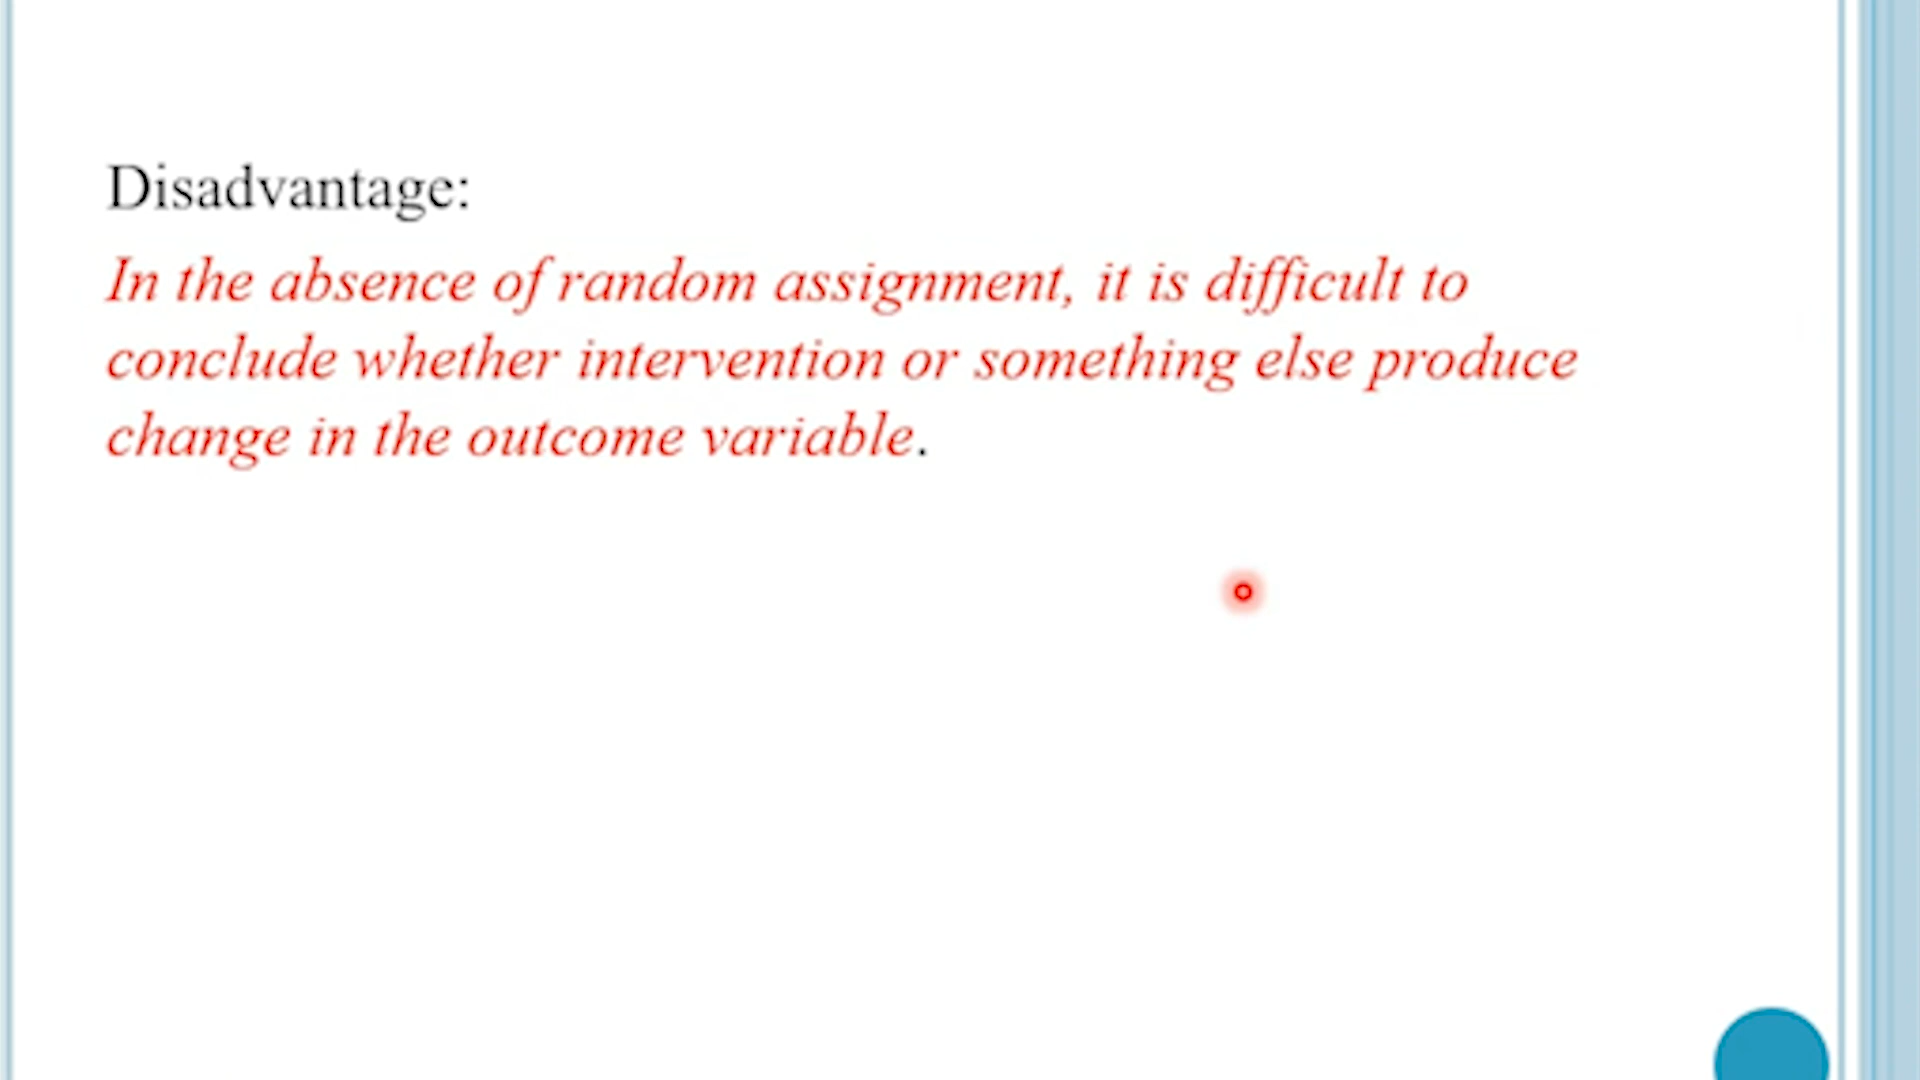 Disadvantage:
In the absence of random assignment, it is difficult to
conclude whether intervention or something else produce
change in the outcome variable.